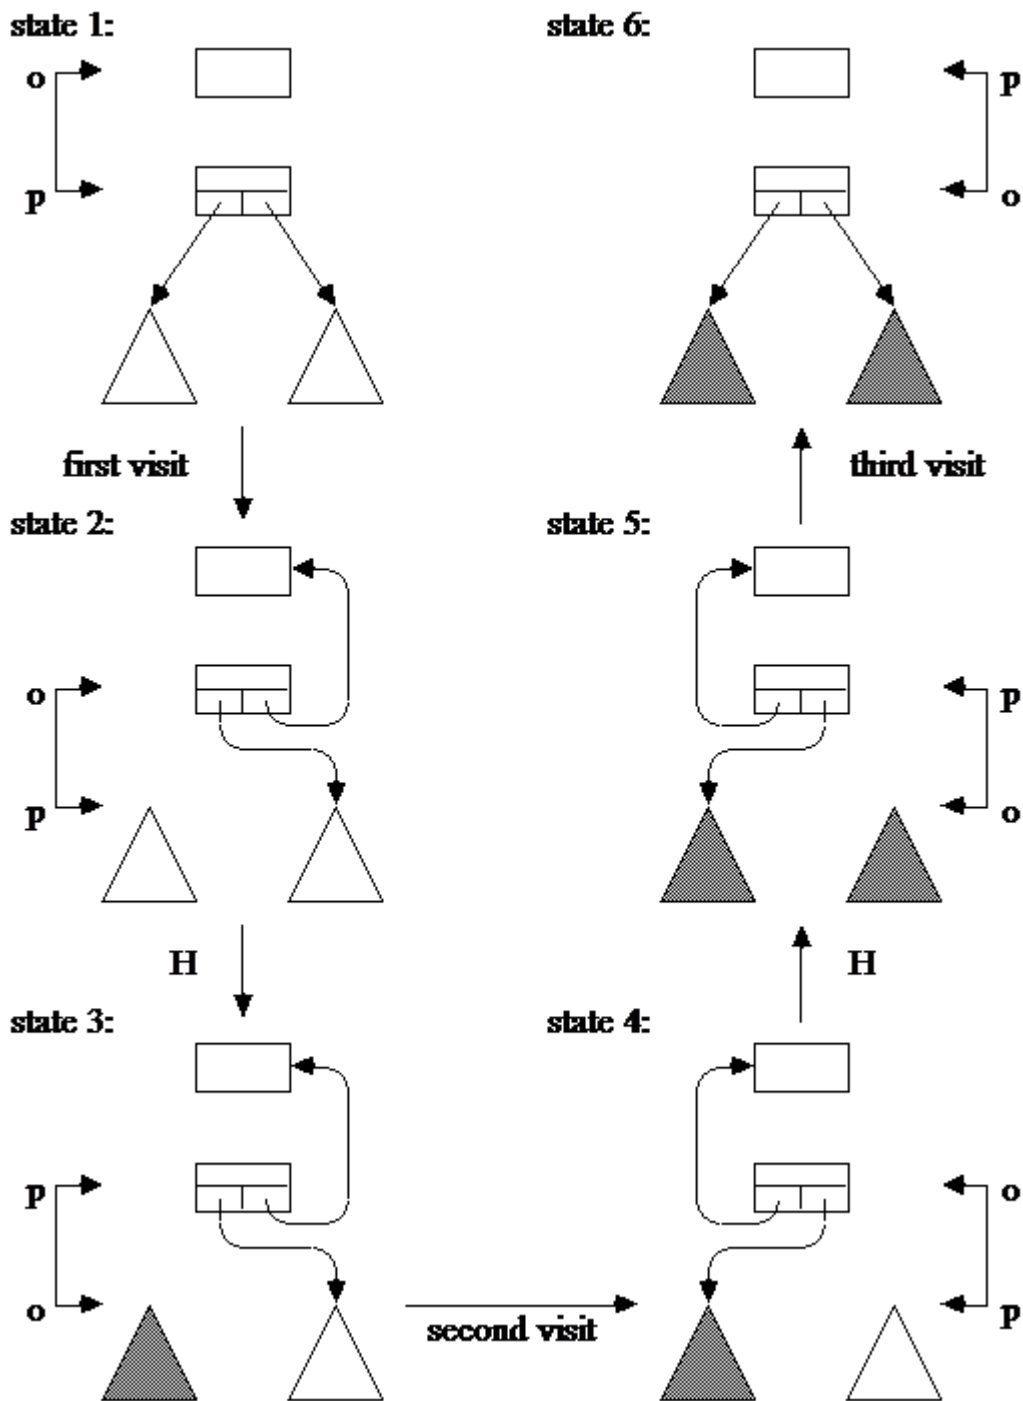 state 1:
o
p
first visit
state 2:
o
p
H
state 3:
p
o
second visit
state 4:
o
p
H
state 5:
p
o
third visit
state 6:
p
o